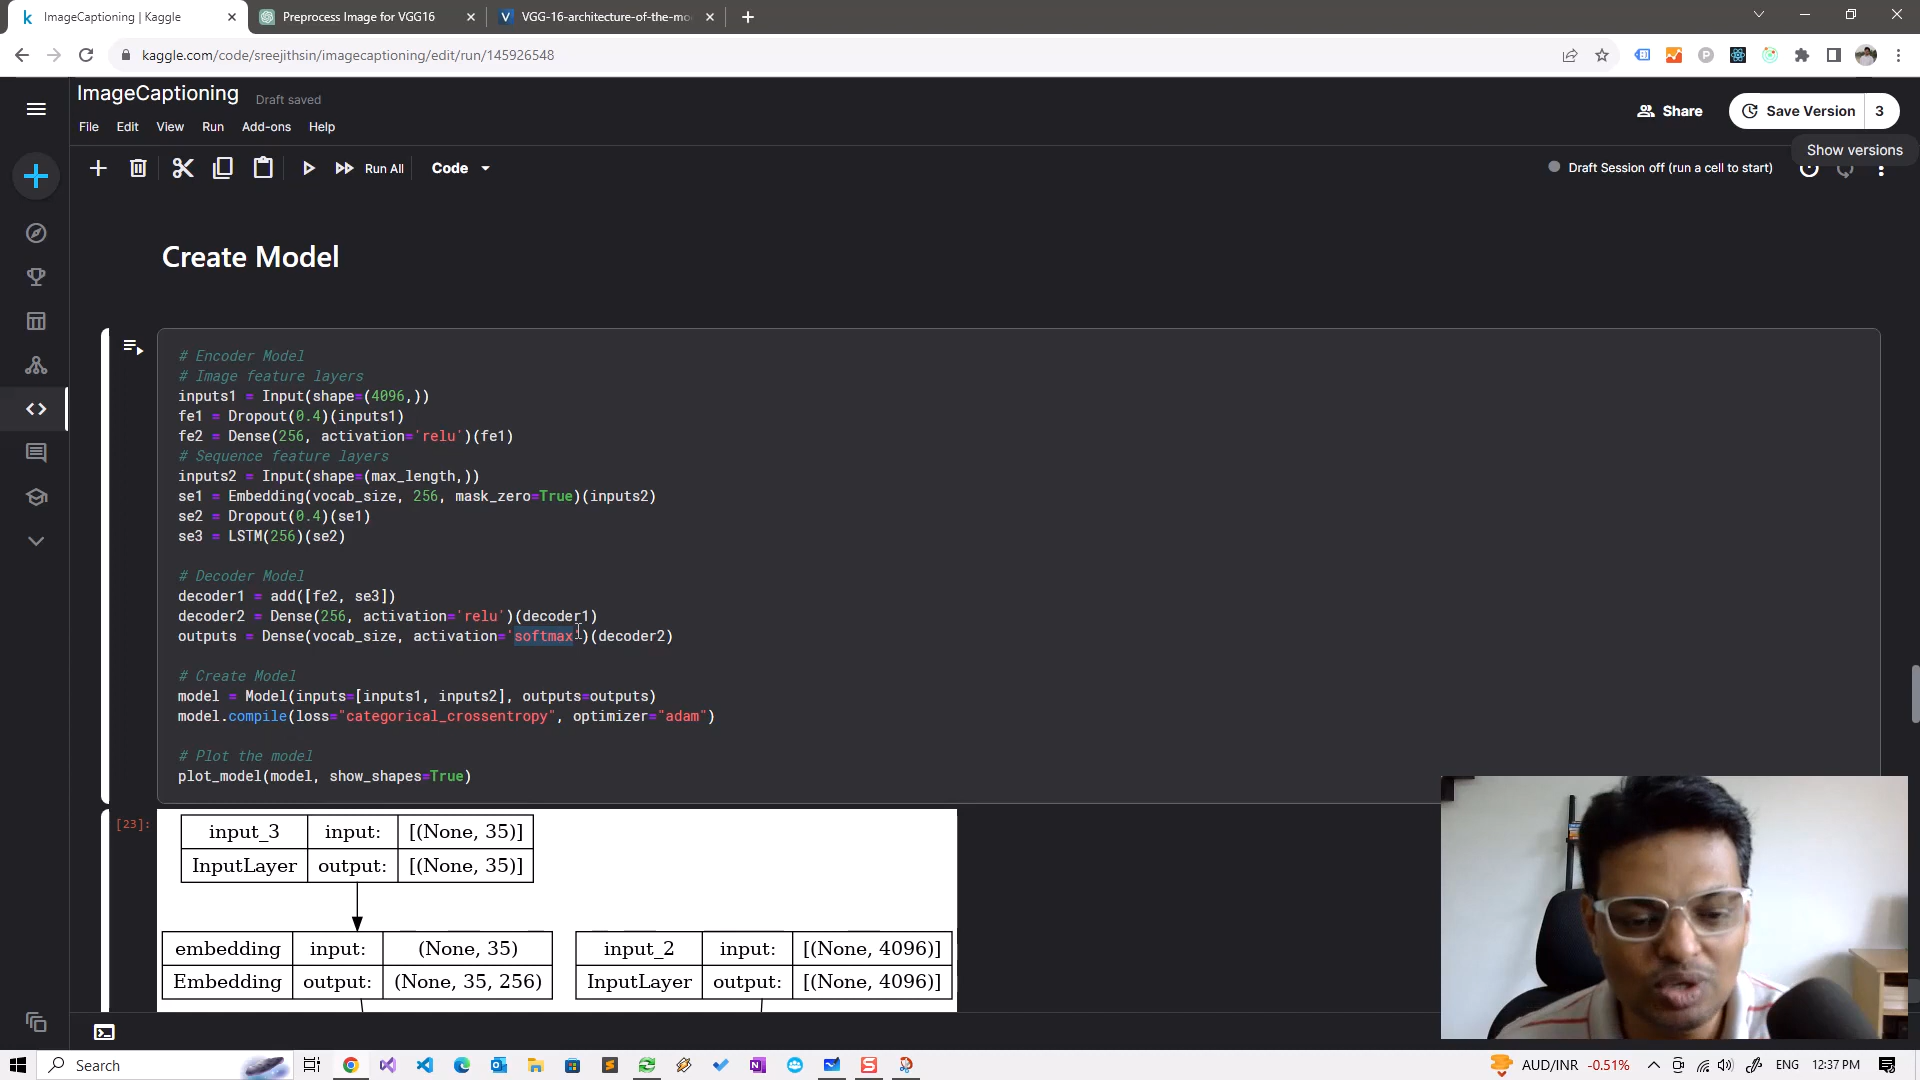 ImageCaptioning | Kaggle
Preprocess Image for VGG16
VGG-16-architecture-of-the-mo
kaggle.com/code/sreejithsin/imagecaptioning/edit/run/145926548
ImageCaptioning
Draft saved
Share
Save Version
3
File
Edit
View
Run
Add-ons
Help
Show versions
Run All
Code
Draft Session off (run a cell to start)
Create Model
# Encoder Model
# Image feature layers
inputs1 = Input(shape=(4096,))
fe1 = Dropout(0.4)(inputs1)
fe2 = Dense(256, activation='relu')(fe1)
# Sequence feature layers
inputs2 = Input(shape=(max_length,))
se1 = Embedding(vocab_size, 256, mask_zero=True)(inputs2)
se2 = Dropout(0.4)(se1)
se3 = LSTM(256)(se2)
# Decoder Model
decoder1 = add([fe2, se3])
decoder2 = Dense(256, activation='relu')(decoder1)
outputs = Dense(vocab_size, activation='softmax')(decoder2)
# Create Model
model = Model(inputs=[inputs1, inputs2], outputs=outputs)
model.compile(loss="categorical_crossentropy", optimizer="adam")
# Plot the model
plot_model(model, show_shapes=True)
[23]:
input_3 input: [(None, 35)]
InputLayer output: [(None, 35)]
embedding input: (None, 35)
Embedding output: (None, 35, 256)
input_2 input: [(None, 4096)]
InputLayer output: [(None, 4096)]
Search
AUD/INR -0.51%
ENG
12:37 PM